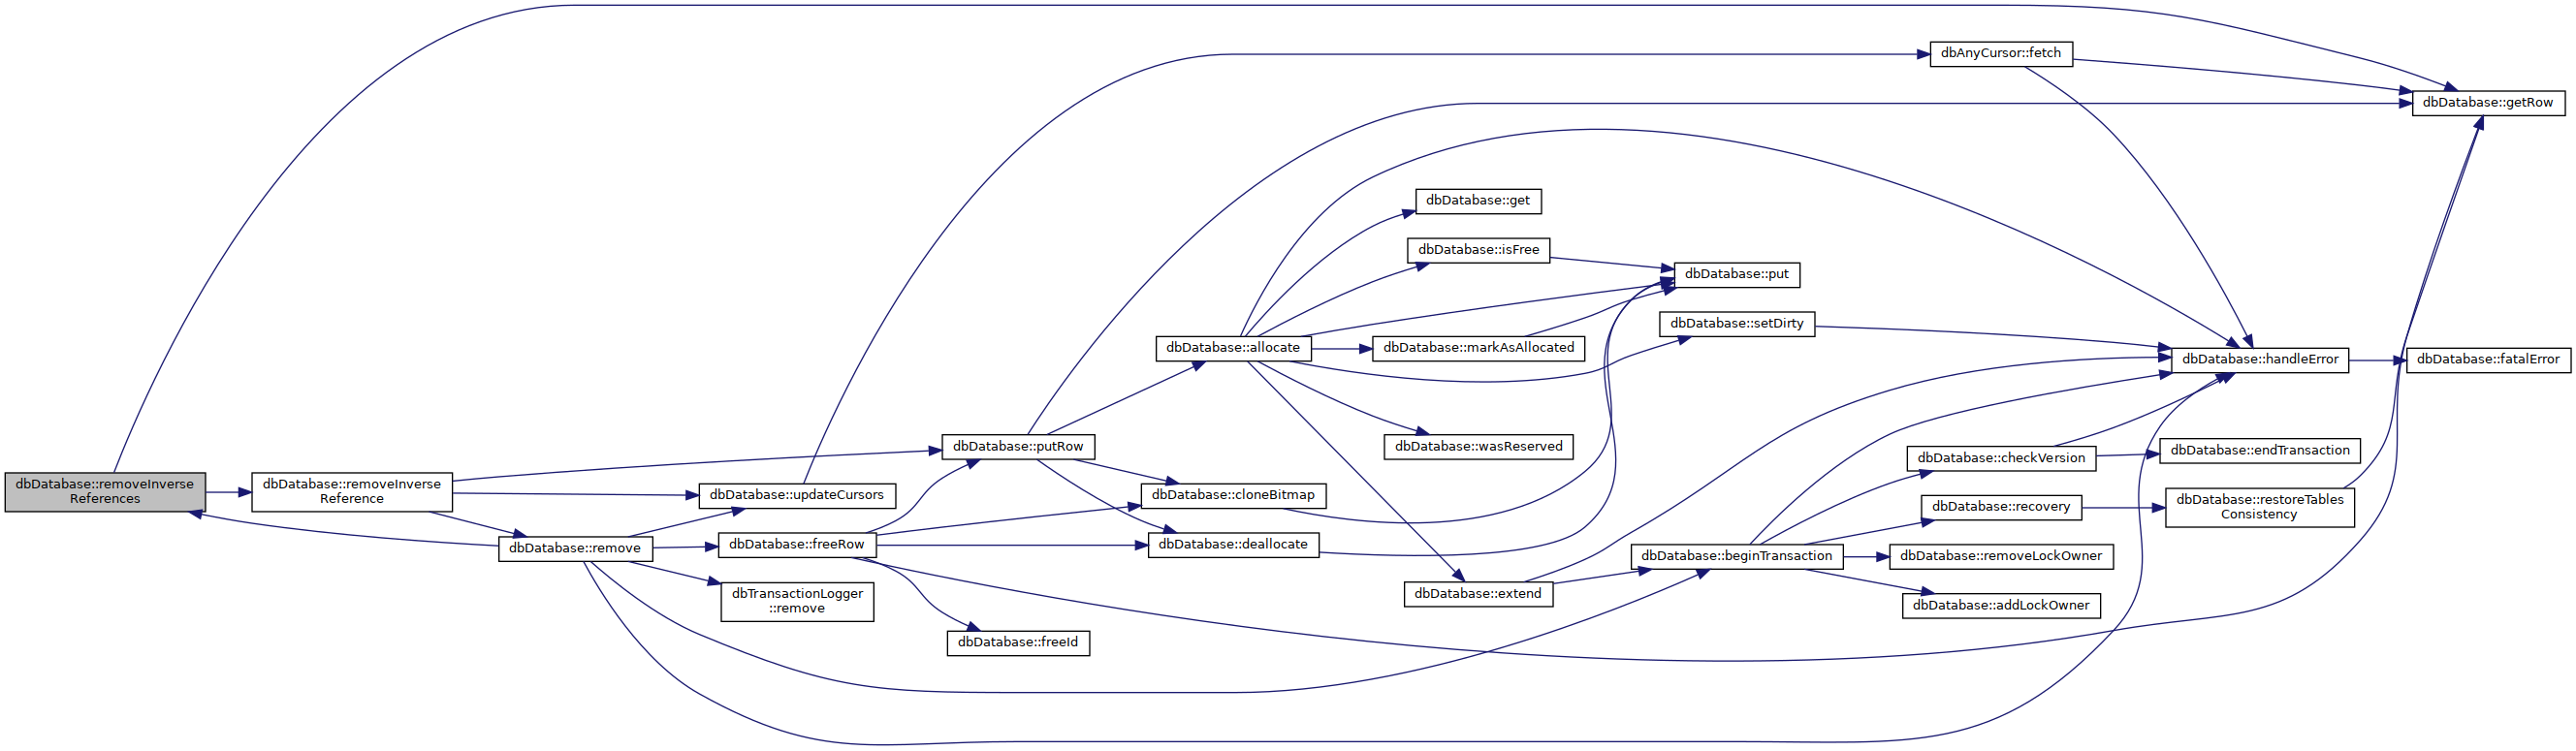 dbDatabase::removeInverse
References
dbDatabase::removeInverse
Reference
dbDatabase::remove
dbDatabase::updateCursors
dbDatabase::freeRow
dbTransactionLogger
::remove
dbDatabase::putRow
dbDatabase::freeId
dbDatabase::allocate
dbDatabase::cloneBitmap
dbDatabase::deallocate
dbDatabase::get
dbDatabase::isFree
dbDatabase::markAsAllocated
dbDatabase::wasReserved
dbDatabase::extend
dbDatabase::put
dbDatabase::setDirty
dbDatabase::beginTransaction
dbAnyCursor::fetch
dbDatabase::checkVersion
dbDatabase::recovery
dbDatabase::removeLockOwner
dbDatabase::addLockOwner
dbDatabase::handleError
dbDatabase::endTransaction
dbDatabase::restoreTables
Consistency
dbDatabase::getRow
dbDatabase::fatalError